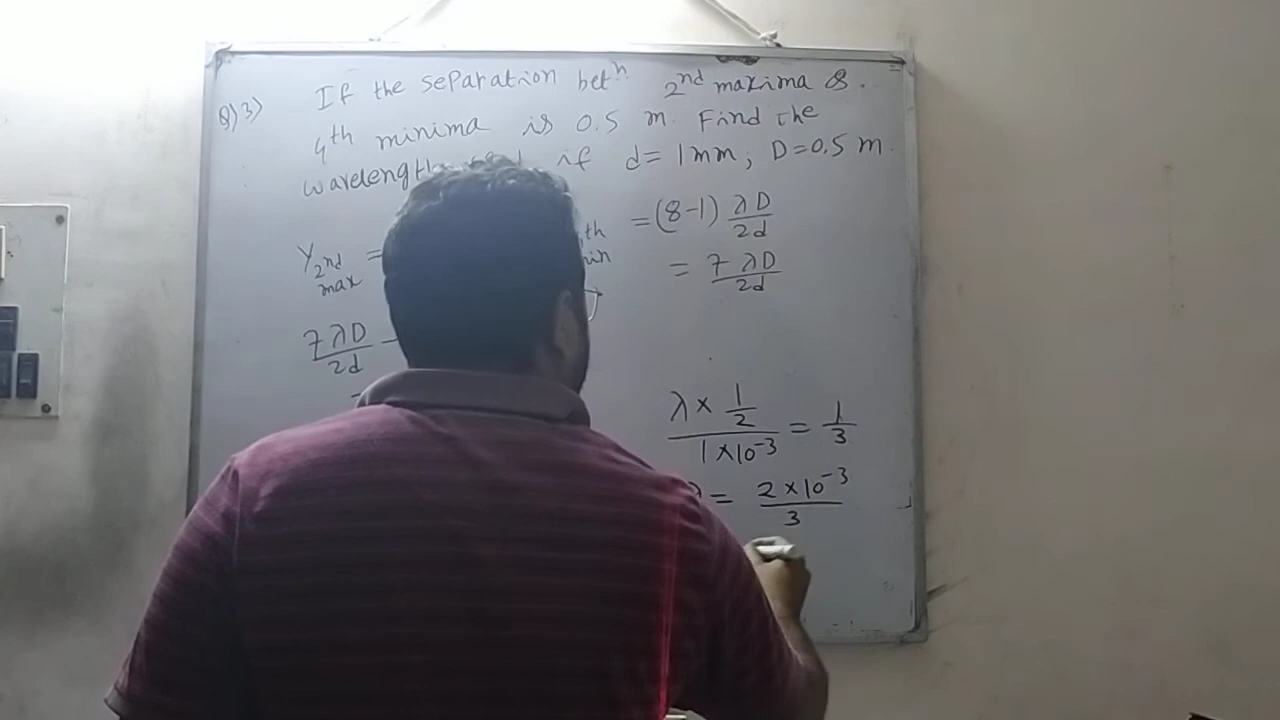 Q)3) If the separation betⁿ 2nd maxima &
4th minima is 0.5 m. Find the
if d = 1mm; D = 0.5 m.
Y2nd max =
= (8-1) λD/2d
= 7λD/2d
7λD/2d -
λ × 1/2 / 1×10⁻³ = 1/3
= 2×10⁻³/3